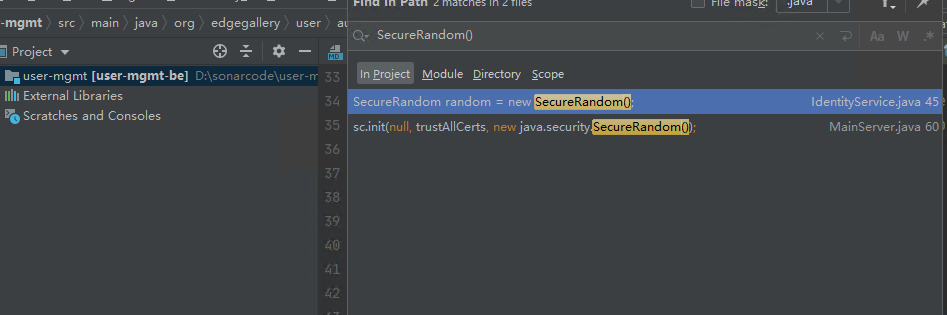 Find in Path 2 matches in 2 files
File mask: .java
-mgmt src main java org edgegallery user au
SecureRandom()
Aa W .*
Project
In Project Module Directory Scope
user-mgmt [user-mgmt-be] D:\sonarcode\user-m
External Libraries
Scratches and Consoles
33
34
35
36
37
38
39
40
41
42
SecureRandom random = new SecureRandom(); IdentityService.java 45
sc.init(null, trustAllCerts, new java.security.SecureRandom()); MainServer.java 60